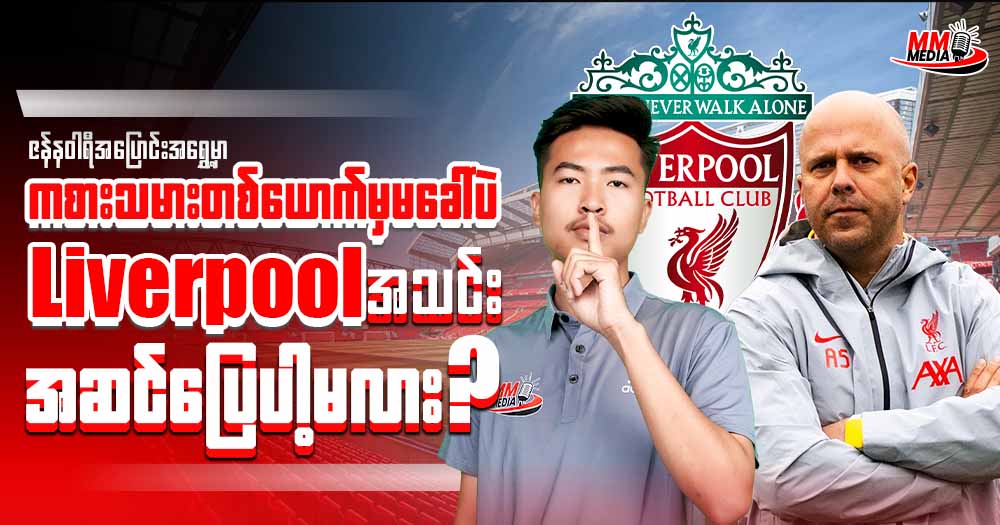 MM
MEDIA
YOU'LL NEVER WALK ALONE
ဇန်နဝါရီအပြောင်းအရွှေ့မှာ
ကစားသမားတစ်ယောက်မှမခေါ်ပဲ
Liverpoolအသင်း
အဆင်ပြေပါ့မလား?
LIVERPOOL
FOOTBALL CLUB
MM
MEDIA
AS
L.F.C.
AXA